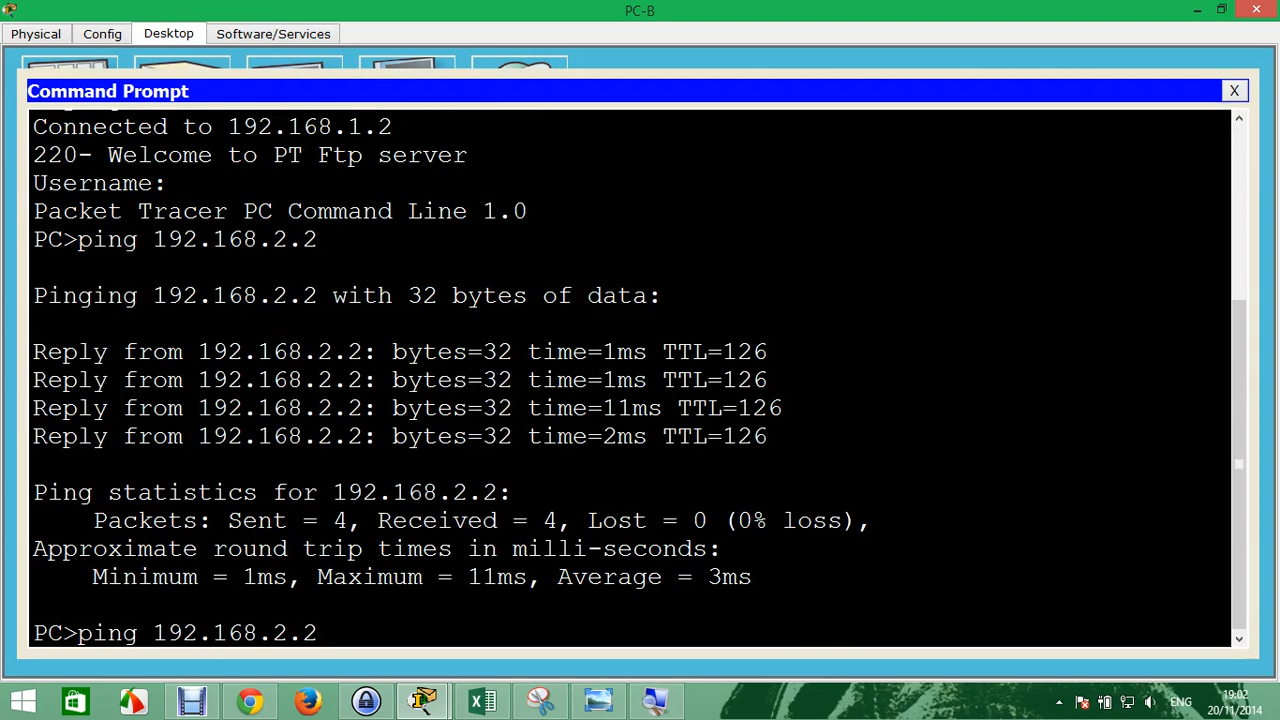 PC-B
Physical
Config
Desktop
Software/Services
Command Prompt
X
Connected to 192.168.1.2
220- Welcome to PT Ftp server
Username:
Packet Tracer PC Command Line 1.0
PC>ping 192.168.2.2
Pinging 192.168.2.2 with 32 bytes of data:
Reply from 192.168.2.2: bytes=32 time=1ms TTL=126
Reply from 192.168.2.2: bytes=32 time=1ms TTL=126
Reply from 192.168.2.2: bytes=32 time=11ms TTL=126
Reply from 192.168.2.2: bytes=32 time=2ms TTL=126
Ping statistics for 192.168.2.2:
Packets: Sent = 4, Received = 4, Lost = 0 (0% loss),
Approximate round trip times in milli-seconds:
Minimum = 1ms, Maximum = 11ms, Average = 3ms
PC>ping 192.168.2.2
ENG
19:02
20/11/2014